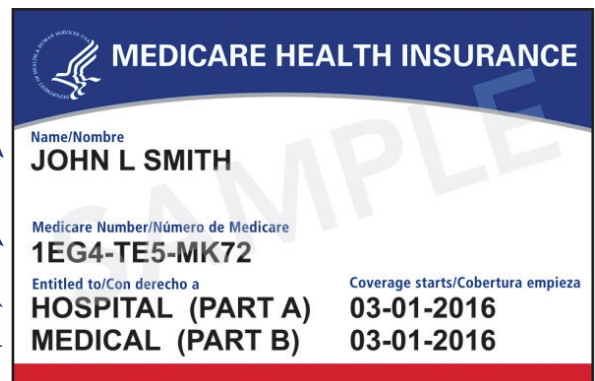 MEDICARE HEALTH INSURANCE
Name/Nombre
JOHN L SMITH
Medicare Number/Número de Medicare
1EG4-TE5-MK72
Entitled to/Con derecho a
HOSPITAL (PART A)
MEDICAL (PART B)
Coverage starts/Cobertura empieza
03-01-2016
03-01-2016
SAMPLE